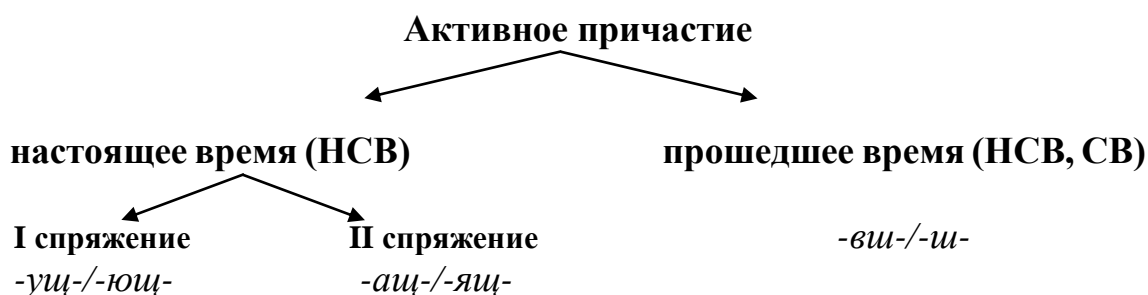 Активное причастие
настоящее время (НСВ) прошедшее время (НСВ, СВ)
I спряжение II спряжение -вш-/-ш-
-ущ-/-ющ- -ащ-/-ящ-